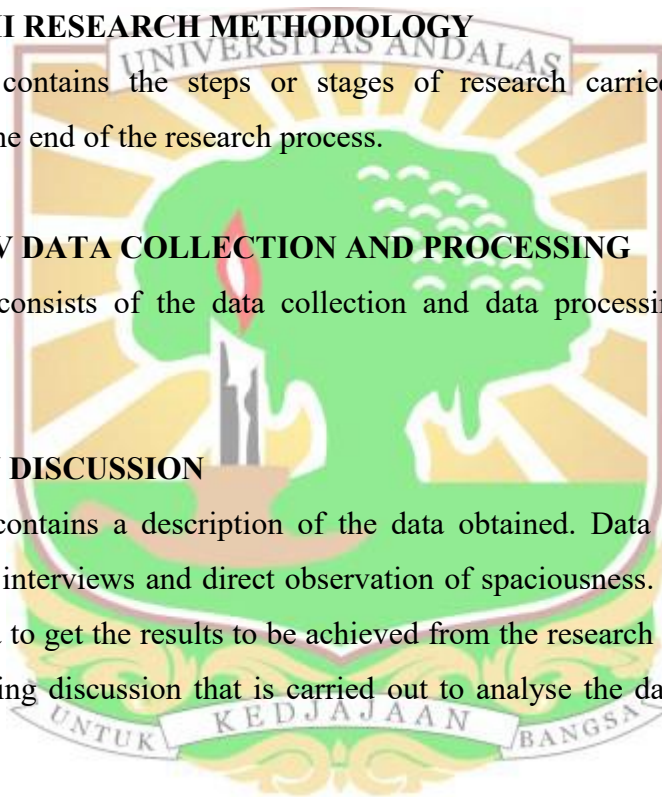 II RESEARCH METHODOLOGY
UNIVERSITAS ANDALAS
contains the steps or stages of research carried
he end of the research process.
V DATA COLLECTION AND PROCESSING
consists of the data collection and data processin
DISCUSSION
contains a description of the data obtained. Data
interviews and direct observation of spaciousness.
to get the results to be achieved from the research
ing discussion that is carried out to analyse the da
UNTUK KEDJAJAAN BANGSA